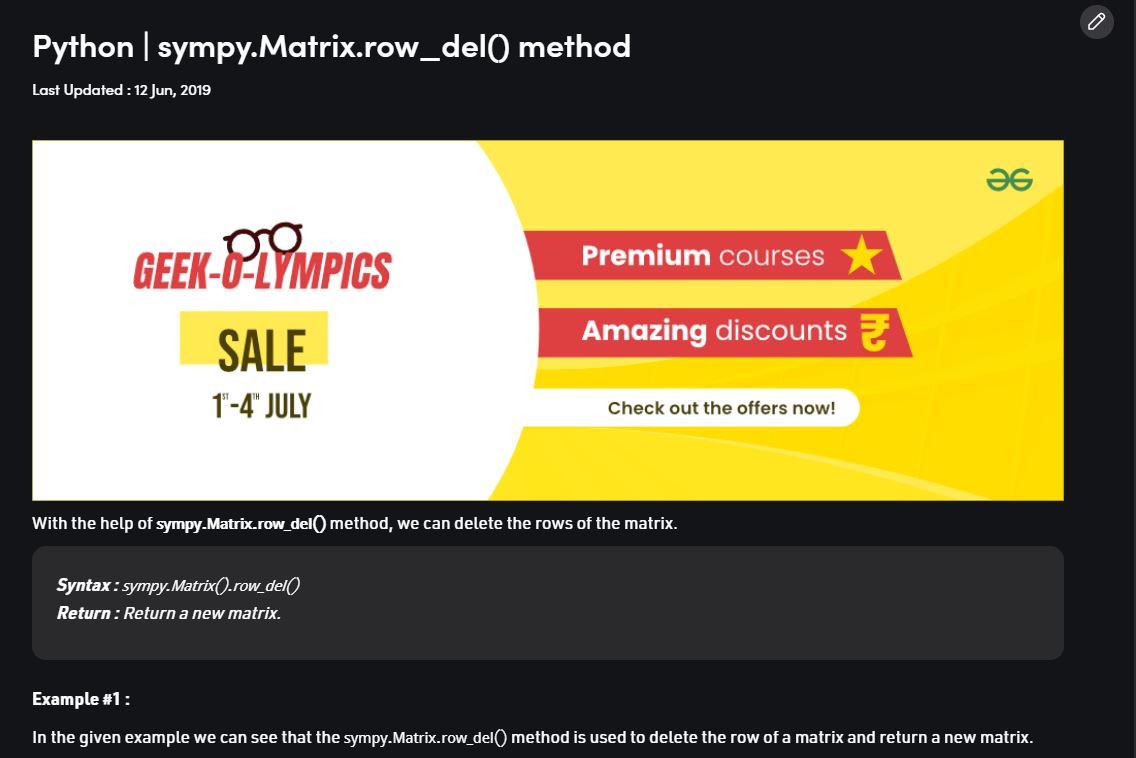 Python | sympy.Matrix.row_del() method
Last Updated : 12 Jun, 2019
GEEK-O-LYMPICS
SALE
1ST-4TH JULY
Premium courses
Amazing discounts
Check out the offers now!
With the help of sympy.Matrix.row_del() method, we can delete the rows of the matrix.
Syntax : sympy.Matrix().row_del()
Return : Return a new matrix.
Example #1 :
In the given example we can see that the sympy.Matrix.row_del() method is used to delete the row of a matrix and return a new matrix.